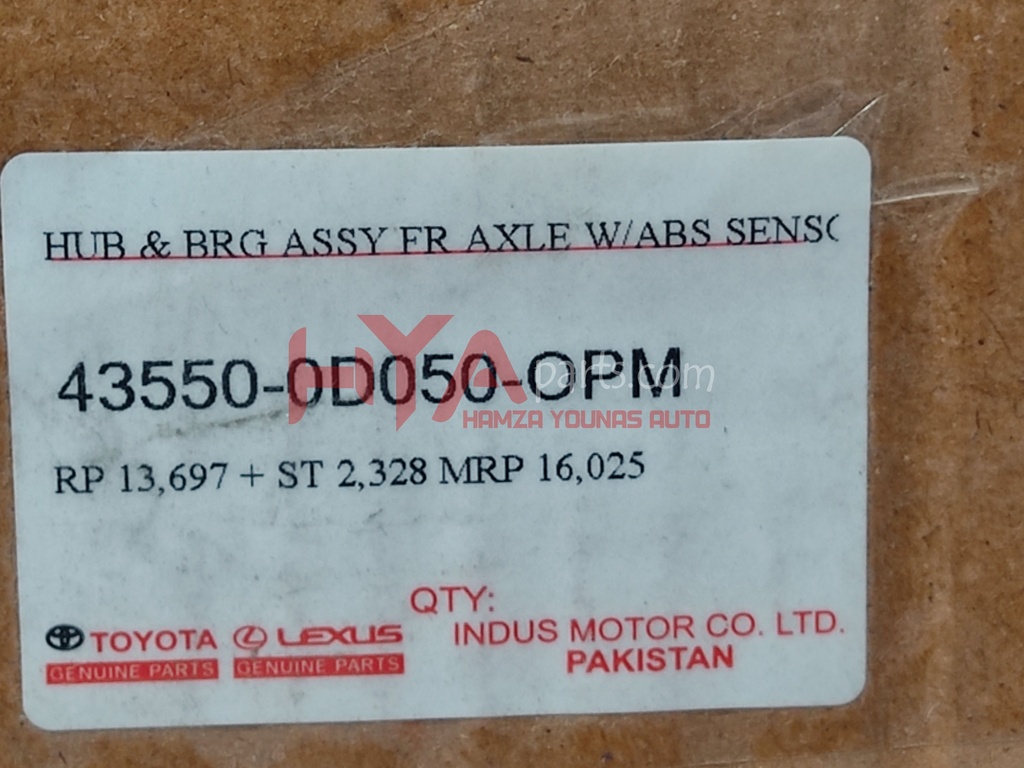 HUB & BRG ASSY FR AXLE W/ABS SENSO
43550-0D050-OPM
HYA parts.com
HAMZA YOUNAS AUTO
RP 13,697 + ST 2,328 MRP 16,025
QTY:
TOYOTA LEXUS INDUS MOTOR CO. LTD.
GENUINE PARTS GENUINE PARTS PAKISTAN